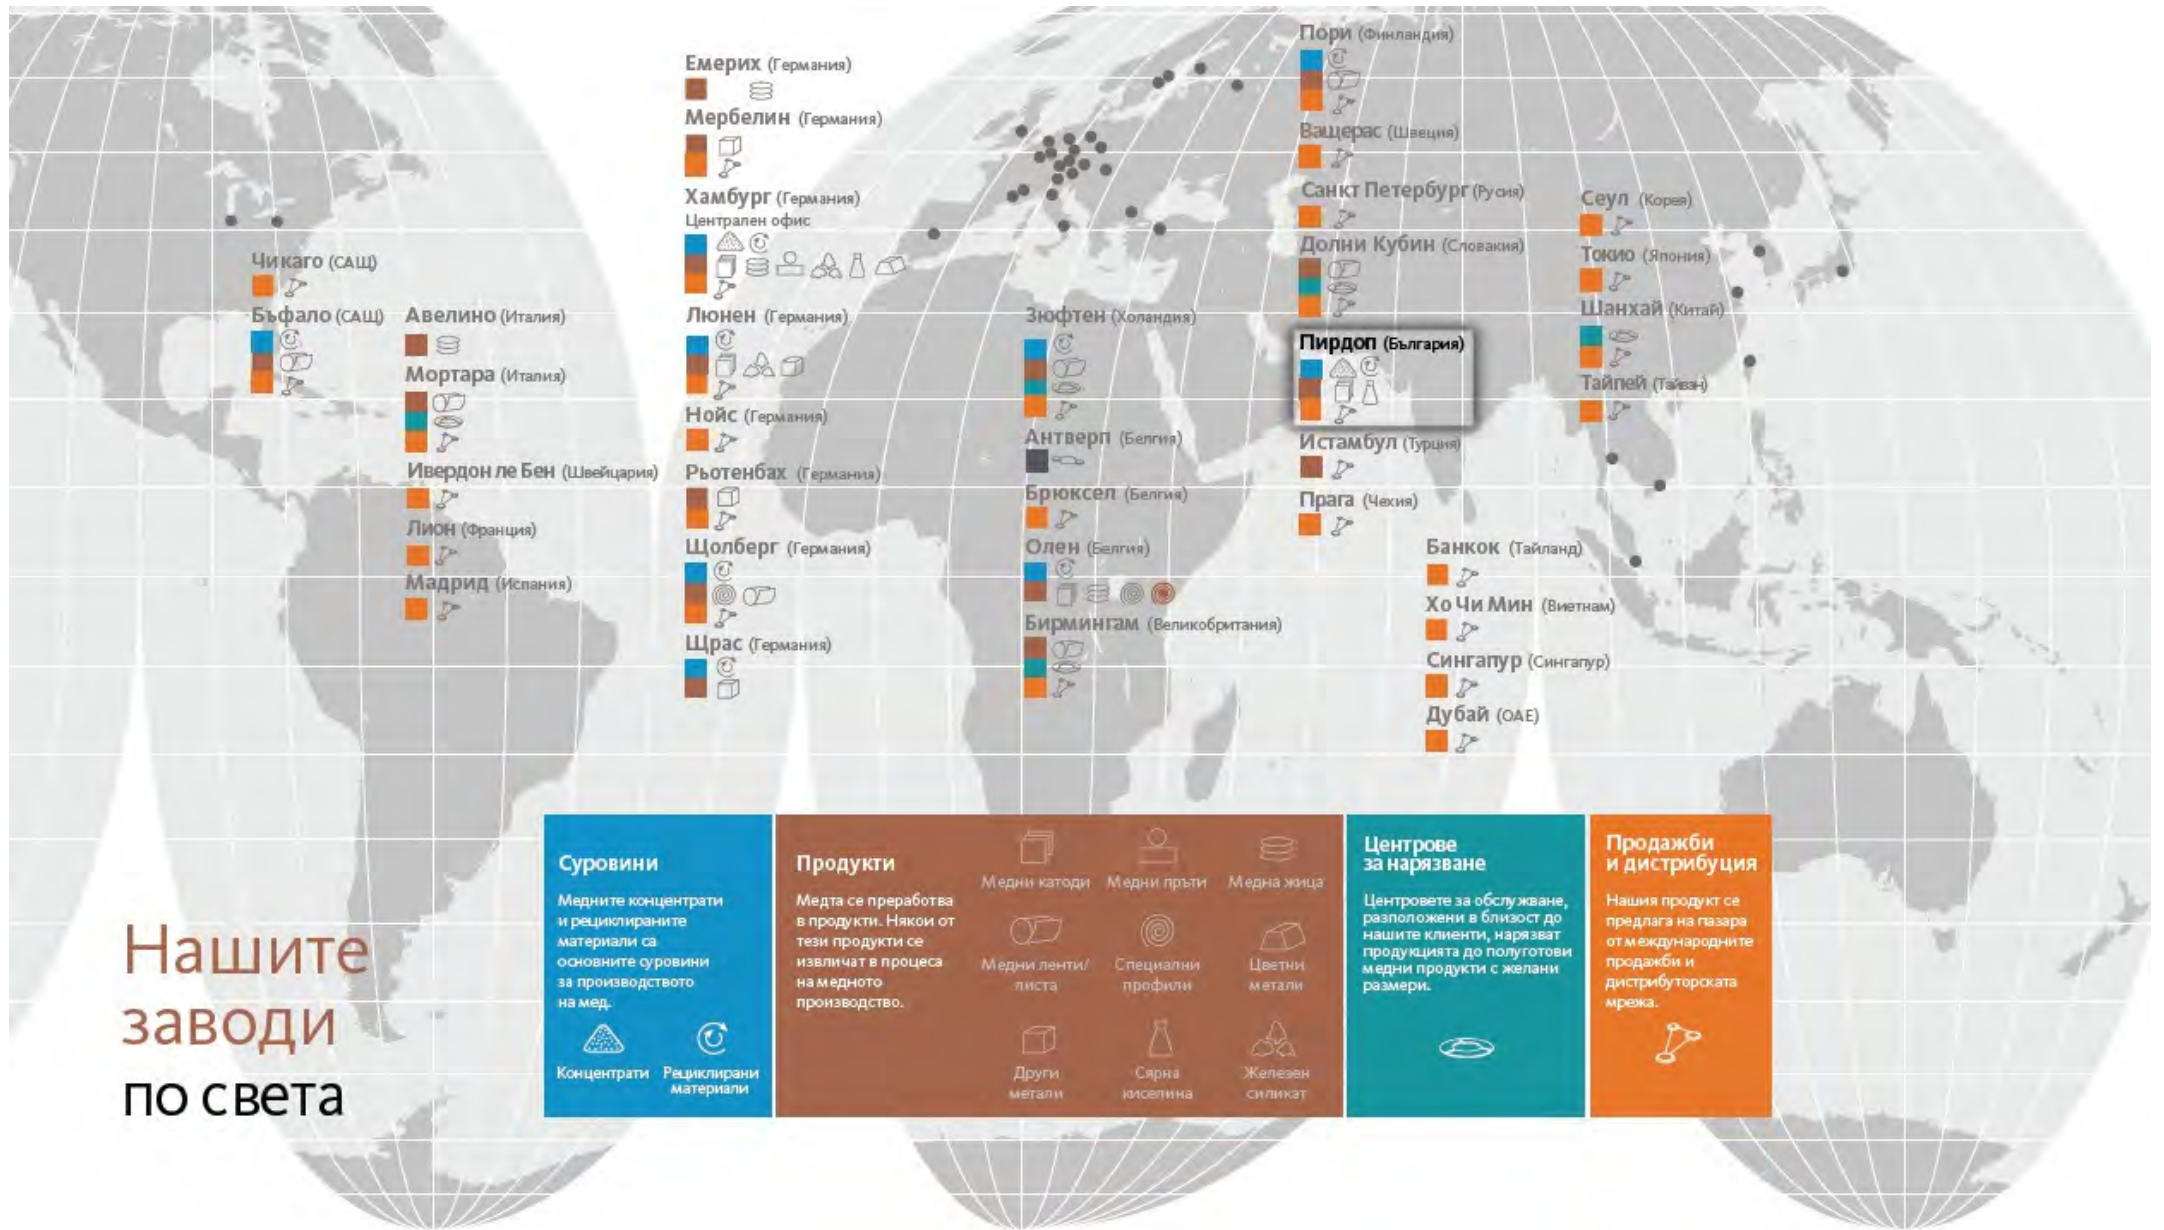 Чикаго (САЩ)
Бъфало (САЩ)
Авелино (Италия)
Мортара (Италия)
Ивердон ле Бен (Швейцария)
Лион (Франция)
Мадрид (Испания)
Емерих (Германия)
Мербелин (Германия)
Хамбург (Германия)
Централен офис
Люнен (Германия)
Нойс (Германия)
Рьотенбах (Германия)
Щолберг (Германия)
Щрас (Германия)
Зюфтен (Холандия)
Антверп (Белгия)
Брюксел (Белгия)
Олен (Белгия)
Бирмингам (Великобритания)
Пори (Финландия)
Ващерас (Швеция)
Санкт Петербург (Русия)
Долни Кубин (Словакия)
Пирдоп (България)
Истамбул (Турция)
Прага (Чехия)
Сеул (Корея)
Токио (Япония)
Шанхай (Китай)
Тайпей (Тайван)
Банкок (Тайланд)
Хо Чи Мин (Виетнам)
Сингапур (Сингапур)
Дубай (ОАЕ)
Нашите
заводи
по света
Суровини
Медните концентрати
и рециклираните
материали са
основните суровини
за производството
на мед.
Концентрати
Рециклирани
материали
Продукти
Медта се преработва
в продукти. Някои от
тези продукти се
извличат в процеса
на медното
производство.
Медни катоди
Медни пръти
Медна жица
Медни ленти/
листа
Специални
профили
Цветни
метали
Други
метали
Сярна
киселина
Железен
силикат
Центрове
за нарязване
Центровете за обслужване,
разположени в близост до
нашите клиенти, нарязват
продукцията до полуготови
медни продукти с желани
размери.
Продажби
и дистрибуция
Нашия продукт се
предлага на пазара
от международните
продажби и
дистрибуторската
мрежа.